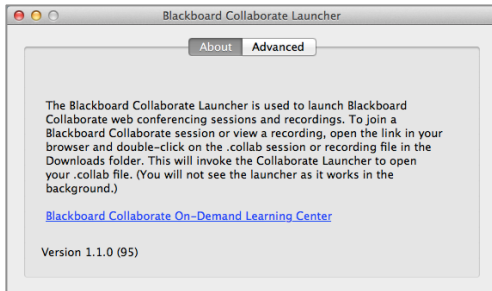 Blackboard Collaborate Launcher
About Advanced
The Blackboard Collaborate Launcher is used to launch Blackboard
Collaborate web conferencing sessions and recordings. To join a
Blackboard Collaborate session or view a recording, open the link in your
browser and double-click on the .collab session or recording file in the
Downloads folder. This will invoke the Collaborate Launcher to open
your .collab file. (You will not see the launcher as it works in the
background.)
Blackboard Collaborate On-Demand Learning Center
Version 1.1.0 (95)